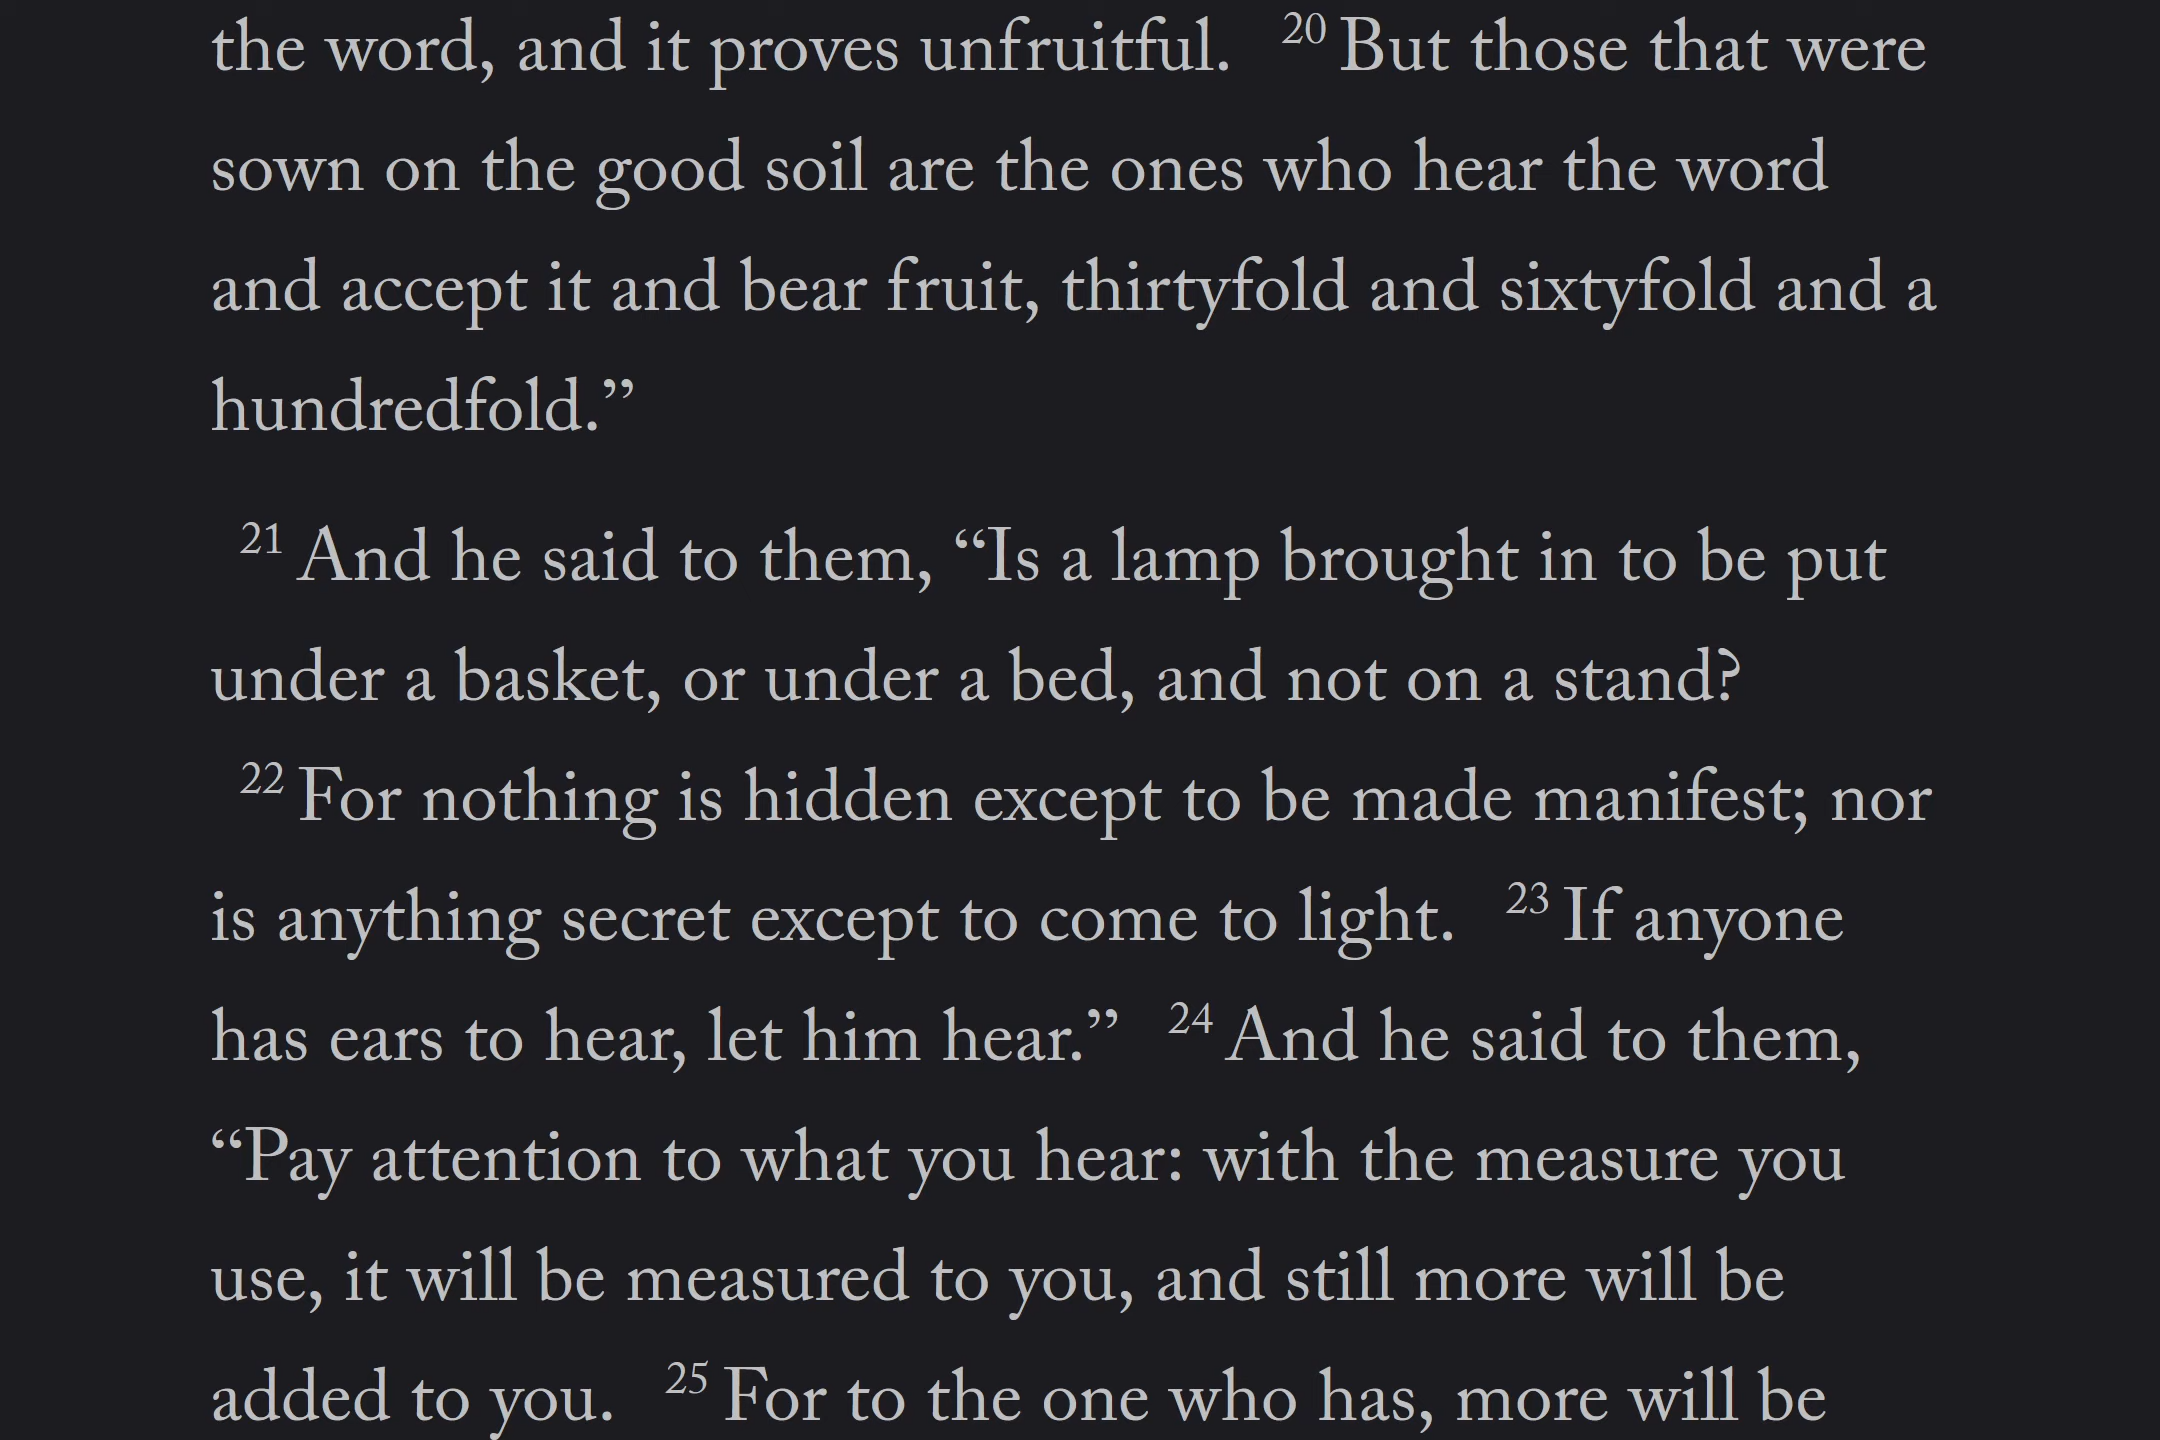 the word, and it proves unfruitful. 20 But those that were
sown on the good soil are the ones who hear the word
and accept it and bear fruit, thirtyfold and sixtyfold and a
hundredfold.”
21 And he said to them, “Is a lamp brought in to be put
under a basket, or under a bed, and not on a stand?
22 For nothing is hidden except to be made manifest; nor
is anything secret except to come to light. 23 If anyone
has ears to hear, let him hear.” 24 And he said to them,
“Pay attention to what you hear: with the measure you
use, it will be measured to you, and still more will be
added to you. 25 For to the one who has, more will be